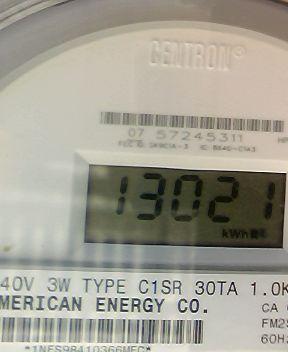 CENTRON®
07 57245311
13021
kWh
40V 3W TYPE C1SR 30TA 1.0K
MERICAN ENERGY CO.
CA
FM2S
60H